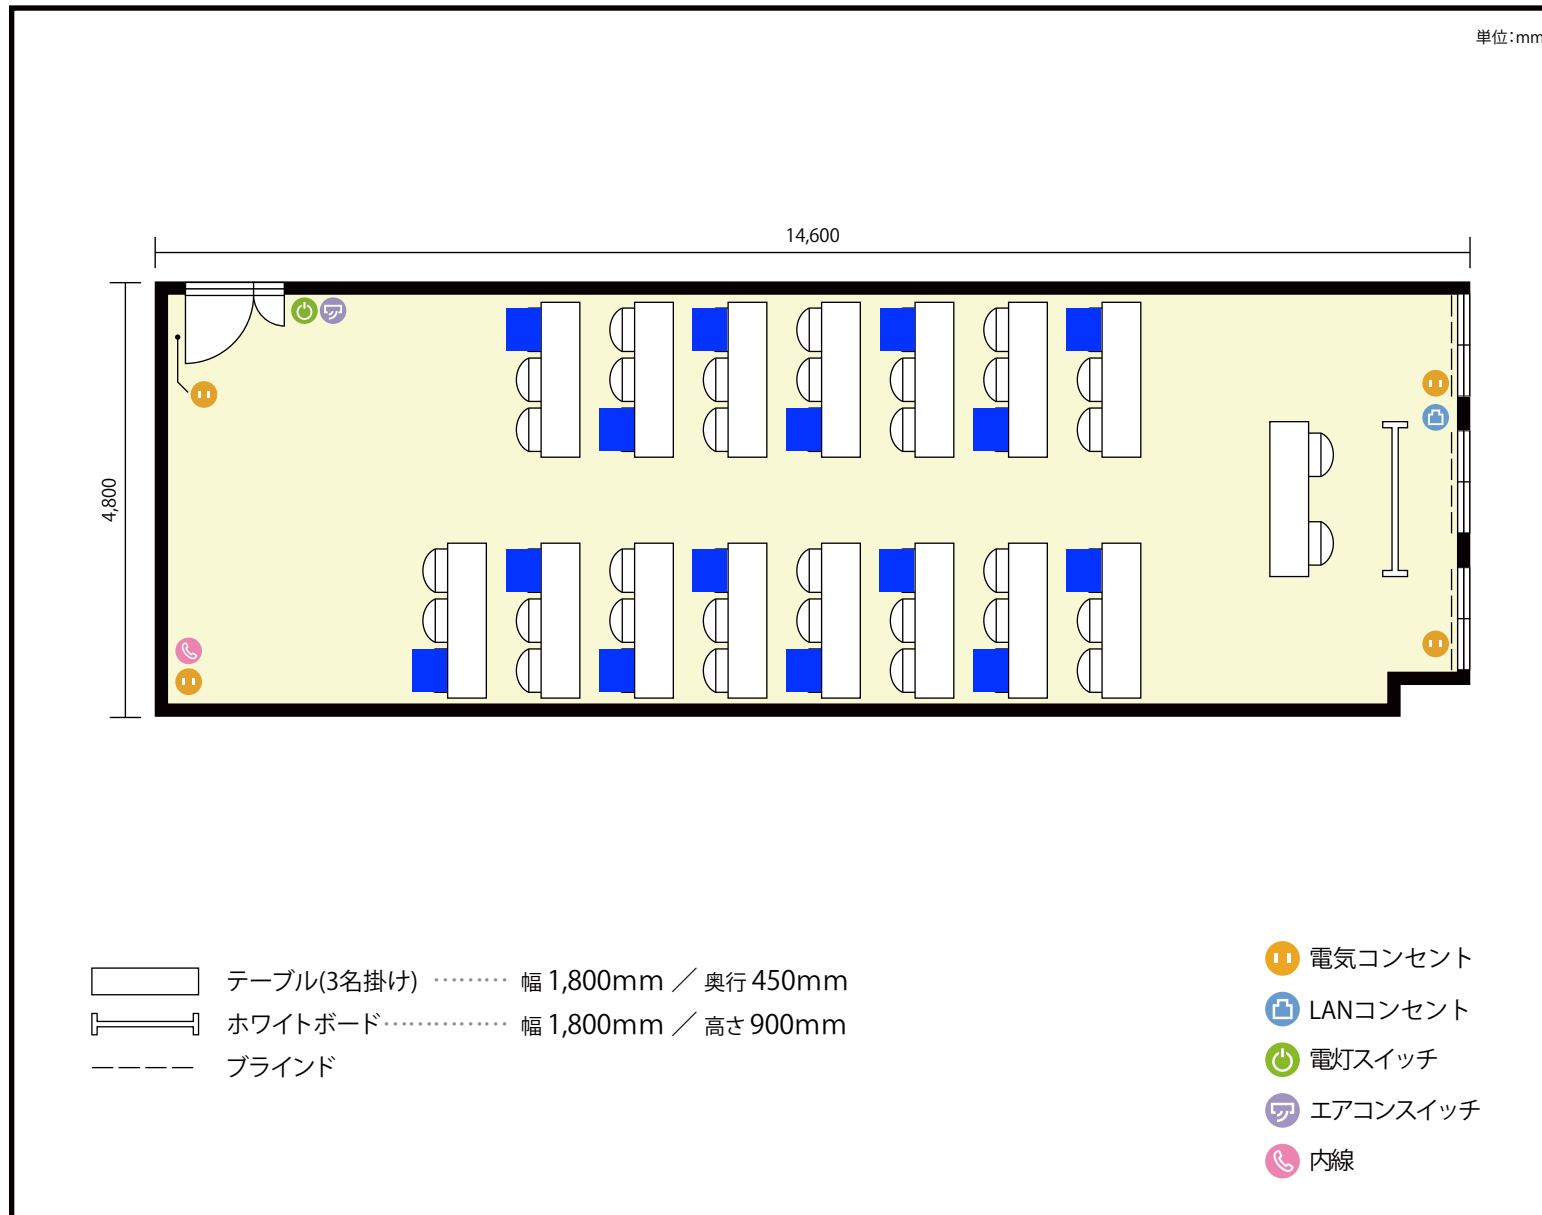 単位:mm
14,600
4,800
テーブル(3名掛け) ········· 幅 1,800mm ／ 奥行 450mm
ホワイトボード ··············· 幅 1,800mm ／ 高さ 900mm
ブラインド
電気コンセント
LANコンセント
電灯スイッチ
エアコンスイッチ
内線